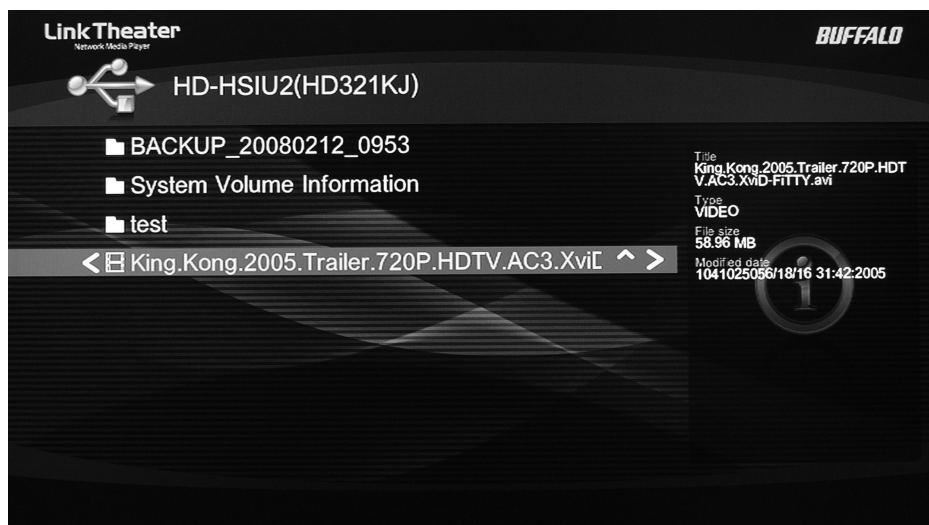 LinkTheater
Network Media Player
BUFFALO
HD-HSIU2(HD321KJ)
BACKUP_20080212_0953
System Volume Information
test
King.Kong.2005.Trailer.720P.HDTV.AC3.XviD
Title
King.Kong.2005.Trailer.720P.HDT
V.AC3.XviD-FiTTY.avi
Type
VIDEO
File size
58.96 MB
Modified date
1041025056/18/16 31:42:2005